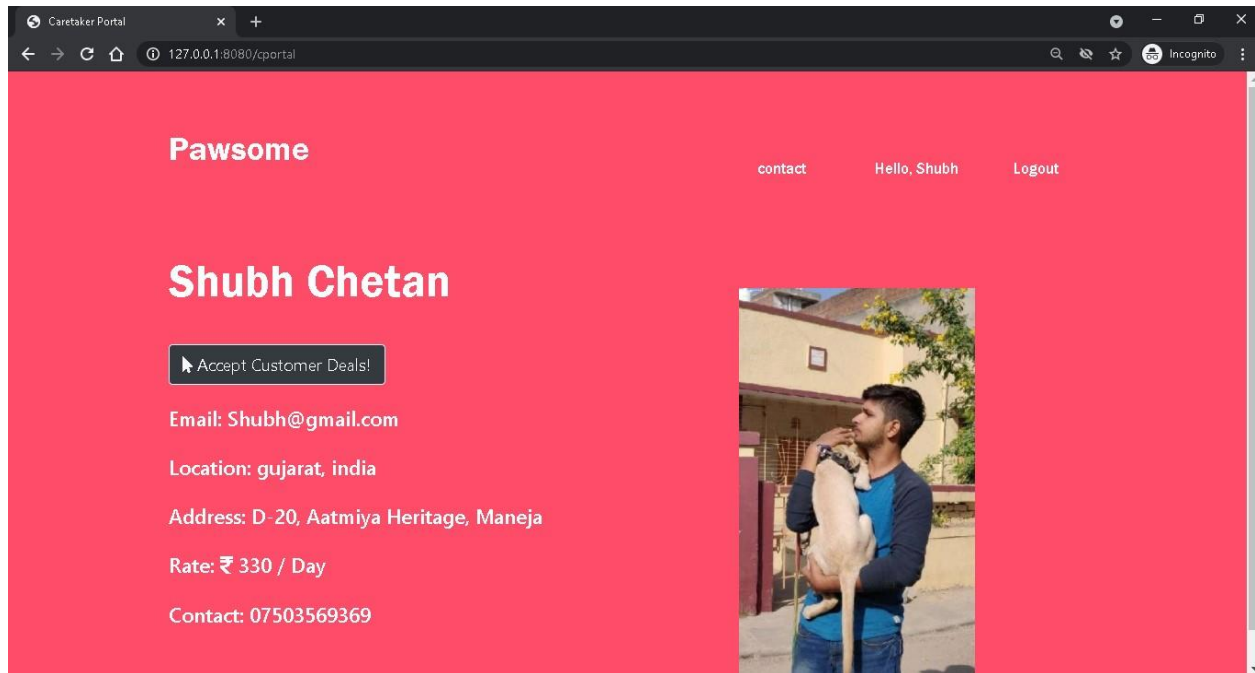 Caretaker Portal
127.0.0.1:8080/cportal
Incognito
Pawsome
contact Hello, Shubh Logout
Shubh Chetan
Accept Customer Deals!
Email: Shubh@gmail.com
Location: gujarat, india
Address: D-20, Aatmiya Heritage, Maneja
Rate: ₹ 330 / Day
Contact: 07503569369